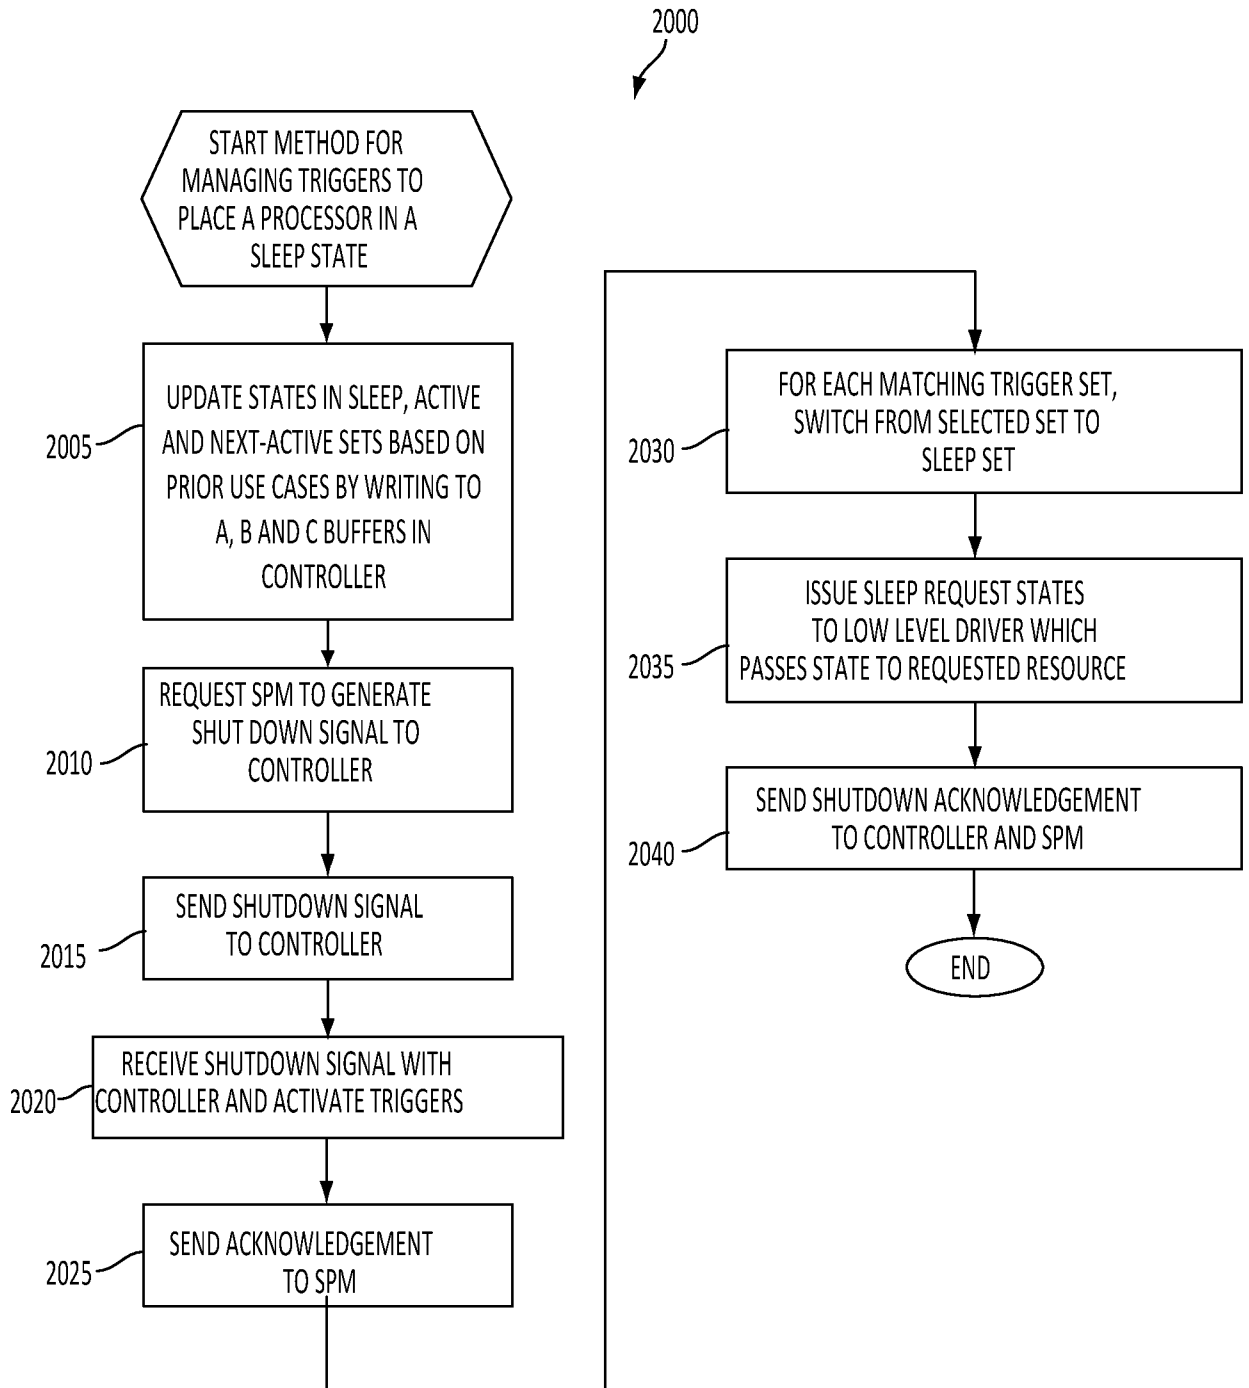 2000
START METHOD FOR
MANAGING TRIGGERS TO
PLACE A PROCESSOR IN A
SLEEP STATE
2005
UPDATE STATES IN SLEEP, ACTIVE
AND NEXT-ACTIVE SETS BASED ON
PRIOR USE CASES BY WRITING TO
A, B AND C BUFFERS IN
CONTROLLER
2010
REQUEST SPM TO GENERATE
SHUT DOWN SIGNAL TO
CONTROLLER
2015
SEND SHUTDOWN SIGNAL
TO CONTROLLER
2020
RECEIVE SHUTDOWN SIGNAL WITH
CONTROLLER AND ACTIVATE TRIGGERS
2025
SEND ACKNOWLEDGEMENT
TO SPM
2030
FOR EACH MATCHING TRIGGER SET,
SWITCH FROM SELECTED SET TO
SLEEP SET
2035
ISSUE SLEEP REQUEST STATES
TO LOW LEVEL DRIVER WHICH
PASSES STATE TO REQUESTED RESOURCE
2040
SEND SHUTDOWN ACKNOWLEDGEMENT
TO CONTROLLER AND SPM
END